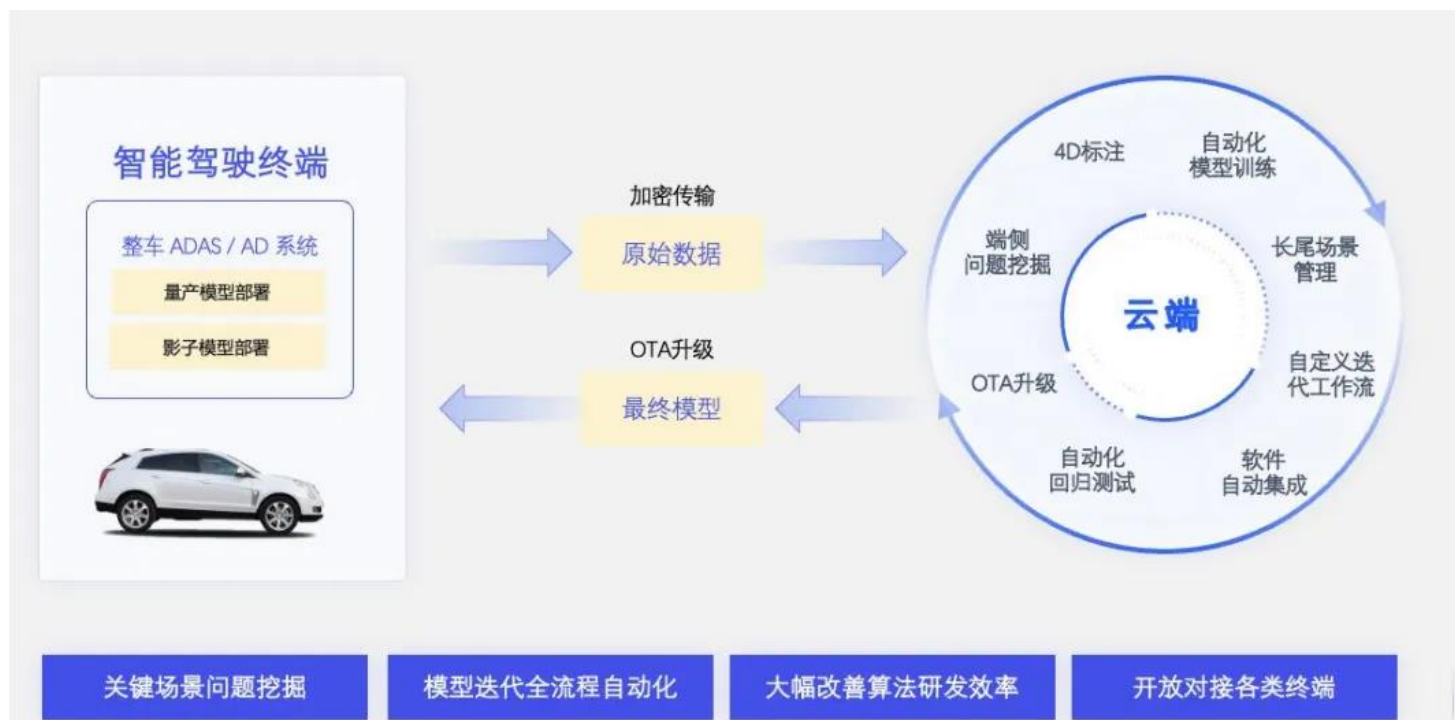 智能驾驶终端
整车 ADAS / AD 系统
量产模型部署
影子模型部署
加密传输
原始数据
OTA升级
最终模型
云端
4D标注
自动化
模型训练
长尾场景
管理
自定义迭
代工作流
软件
自动集成
自动化
回归测试
OTA升级
端侧
问题挖掘
关键场景问题挖掘
模型迭代全流程自动化
大幅改善算法研发效率
开放对接各类终端